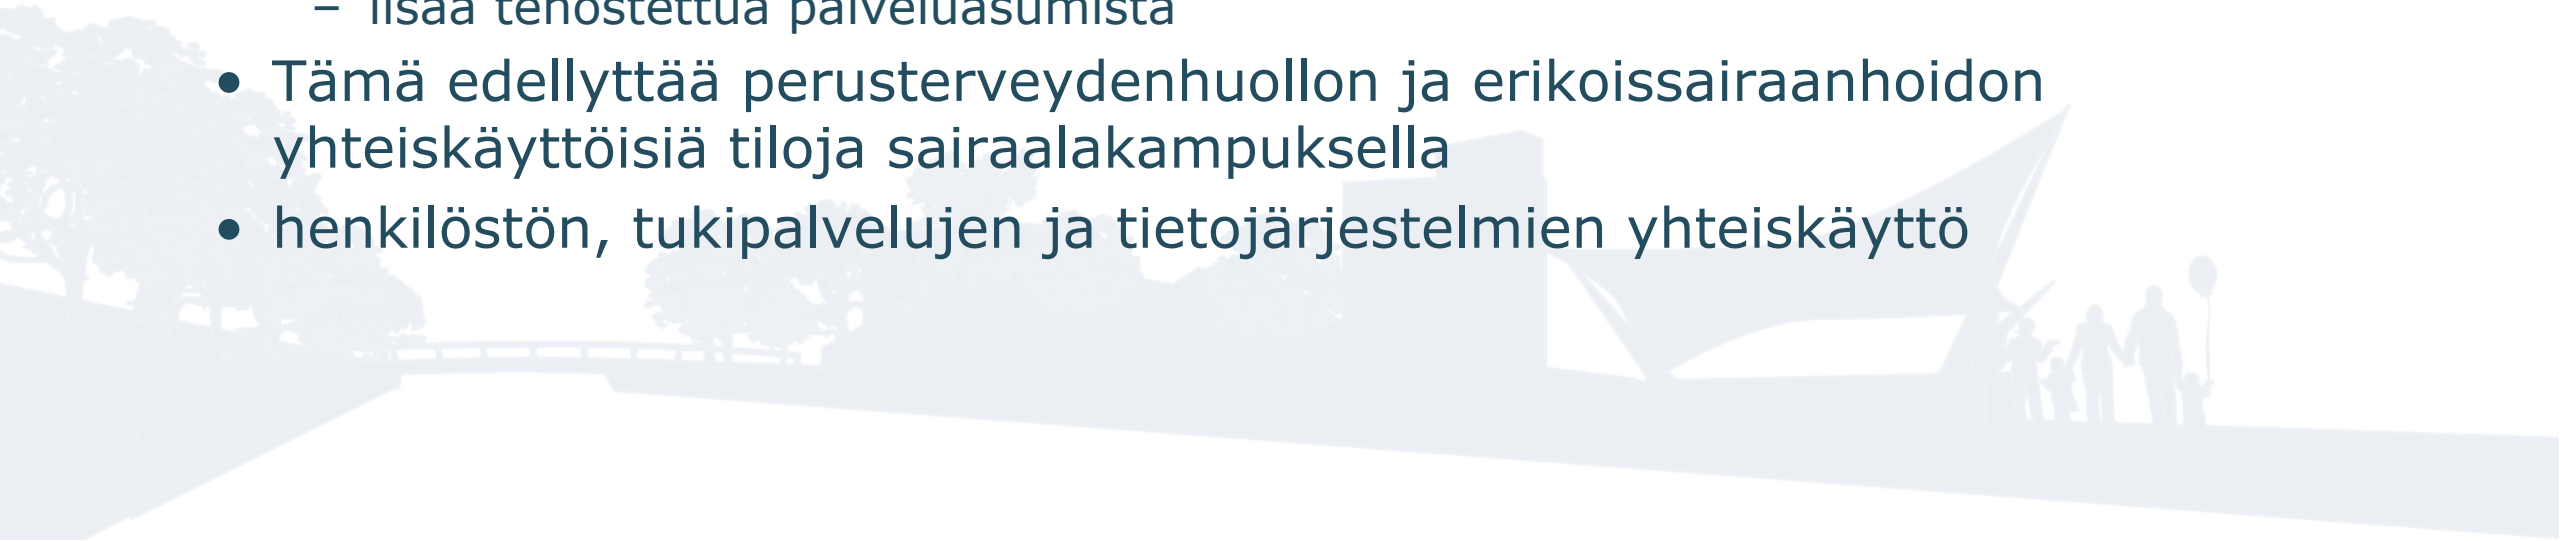 – lisää tehostettua palveluasumista
• Tämä edellyttää perusterveydenhuollon ja erikoissairaanhoidon
yhteiskäyttöisiä tiloja sairaalakampuksella
• henkilöstön, tukipalvelujen ja tietojärjestelmien yhteiskäyttö